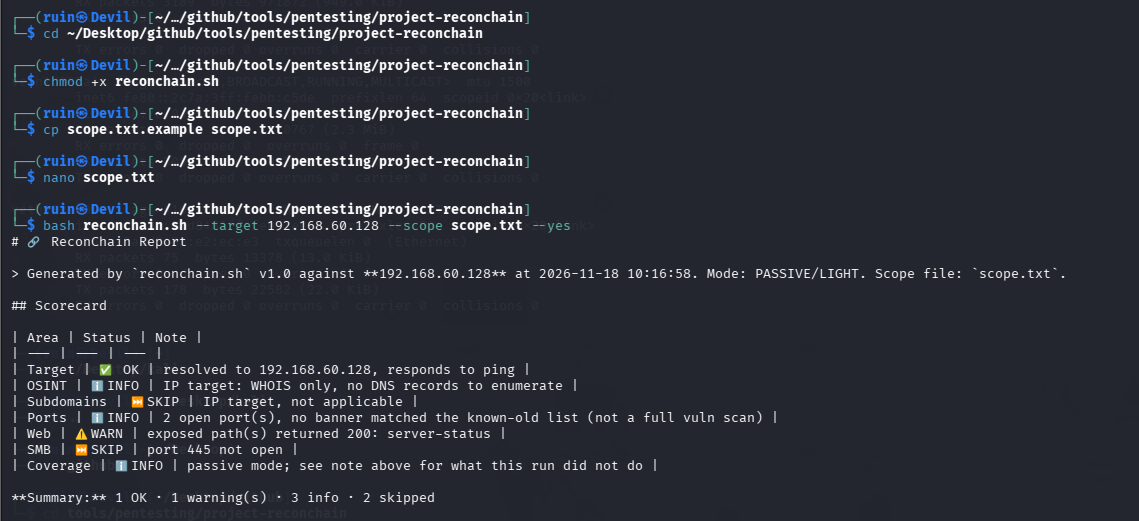 ┌──(ruin㉿Devil)-[~/…/github/tools/pentesting/project-reconchain]
└─$ cd ~/Desktop/github/tools/pentesting/project-reconchain
┌──(ruin㉿Devil)-[~/…/github/tools/pentesting/project-reconchain]
└─$ chmod +x reconchain.sh
┌──(ruin㉿Devil)-[~/…/github/tools/pentesting/project-reconchain]
└─$ cp scope.txt.example scope.txt
┌──(ruin㉿Devil)-[~/…/github/tools/pentesting/project-reconchain]
└─$ nano scope.txt
┌──(ruin㉿Devil)-[~/…/github/tools/pentesting/project-reconchain]
└─$ bash reconchain.sh --target 192.168.60.128 --scope scope.txt --yes
# 🔗 ReconChain Report
> Generated by `reconchain.sh` v1.0 against **192.168.60.128** at 2026-11-18 10:16:58. Mode: PASSIVE/LIGHT. Scope file: `scope.txt`.
## Scorecard
| Area | Status | Note |
| --- | --- | --- |
| Target | ✅ OK | resolved to 192.168.60.128, responds to ping |
| OSINT | ℹ️ INFO | IP target: WHOIS only, no DNS records to enumerate |
| Subdomains | ⏩ SKIP | IP target, not applicable |
| Ports | ℹ️ INFO | 2 open port(s), no banner matched the known-old list (not a full vuln scan) |
| Web | ⚠️ WARN | exposed path(s) returned 200: server-status |
| SMB | ⏩ SKIP | port 445 not open |
| Coverage | ℹ️ INFO | passive mode; see note above for what this run did not do |
**Summary:** 1 OK · 1 warning(s) · 3 info · 2 skipped